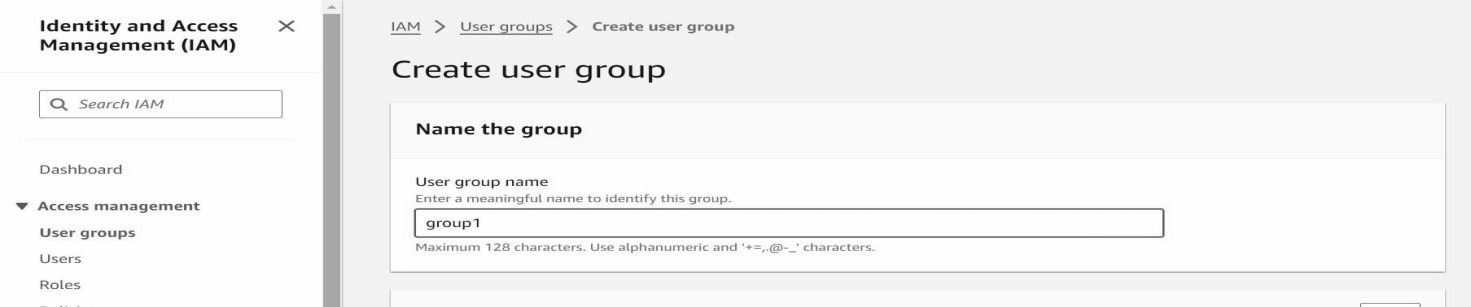 Identity and Access
Management (IAM)
Search IAM
Dashboard
Access management
User groups
Users
Roles
IAM > User groups > Create user group
Create user group
Name the group
User group name
Enter a meaningful name to identify this group.
group1
Maximum 128 characters. Use alphanumeric and '+=,.@-_' characters.